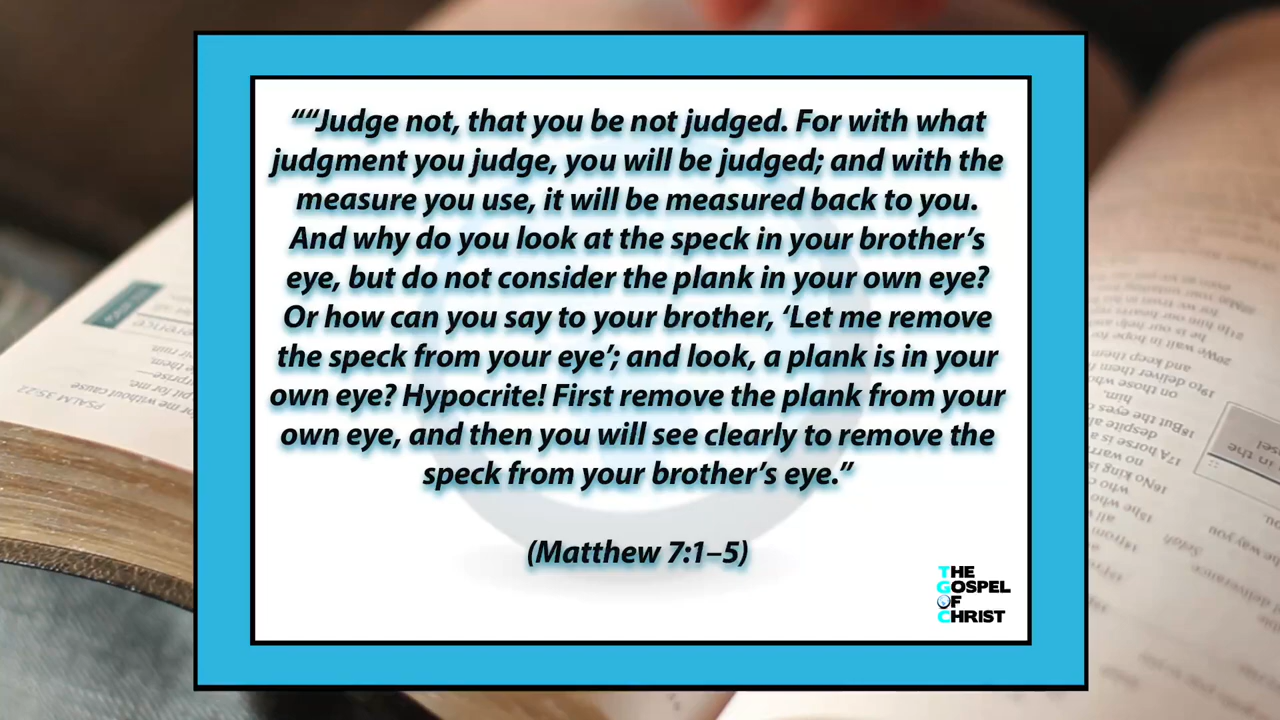 ““Judge not, that you be not judged. For with what
judgment you judge, you will be judged; and with the
measure you use, it will be measured back to you.
And why do you look at the speck in your brother’s
eye, but do not consider the plank in your own eye?
Or how can you say to your brother, ‘Let me remove
the speck from your eye’; and look, a plank is in your
own eye? Hypocrite! First remove the plank from your
own eye, and then you will see clearly to remove the
speck from your brother’s eye.”
(Matthew 7:1–5)
THE
GOSPEL
OF
CHRIST
PSALM 35:22